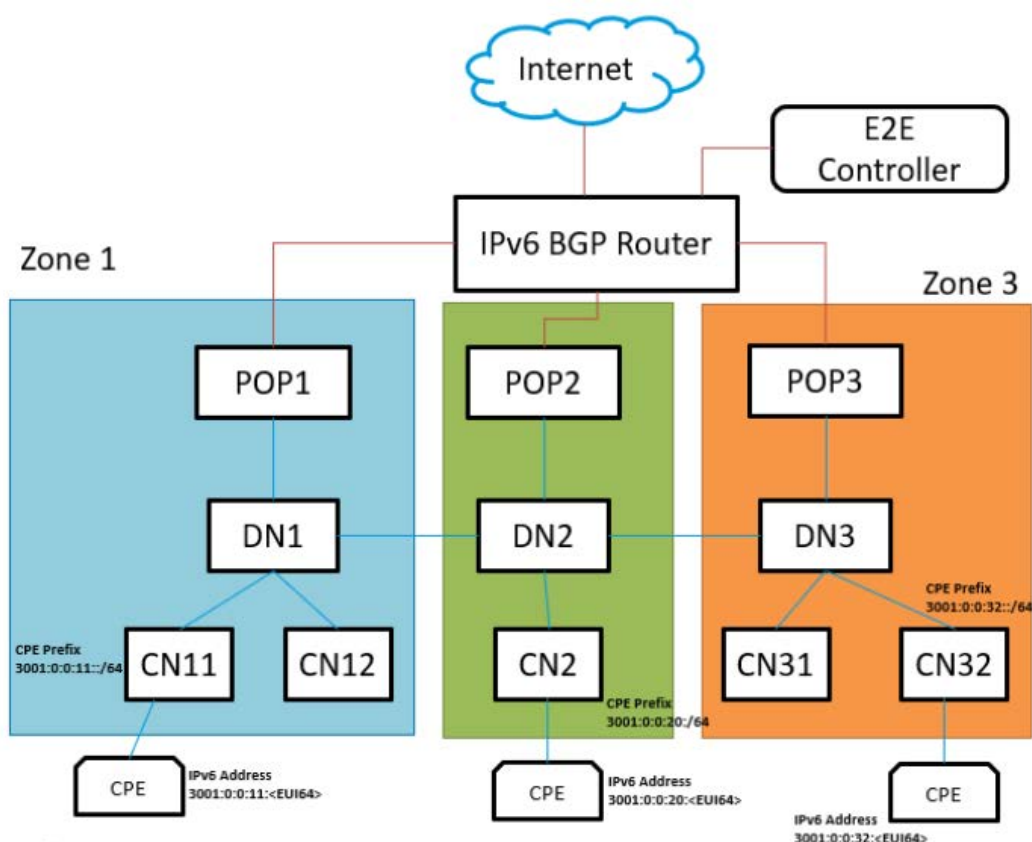 Internet
E2E
Controller
IPv6 BGP Router
Zone 1
Zone 3
POP1
POP2
POP3
DN1
DN2
DN3
CPE Prefix
3001:0:0:32::/64
CPE Prefix
3001:0:0:11::/64
CN11
CN12
CN2
CN31
CN32
CPE Prefix
3001:0:0:20:/64
CPE
IPv6 Address
3001:0:0:11:<EUI64>
CPE
IPv6 Address
3001:0:0:20:<EUI64>
CPE
IPv6 Address
3001:0:0:32:<EUI64>